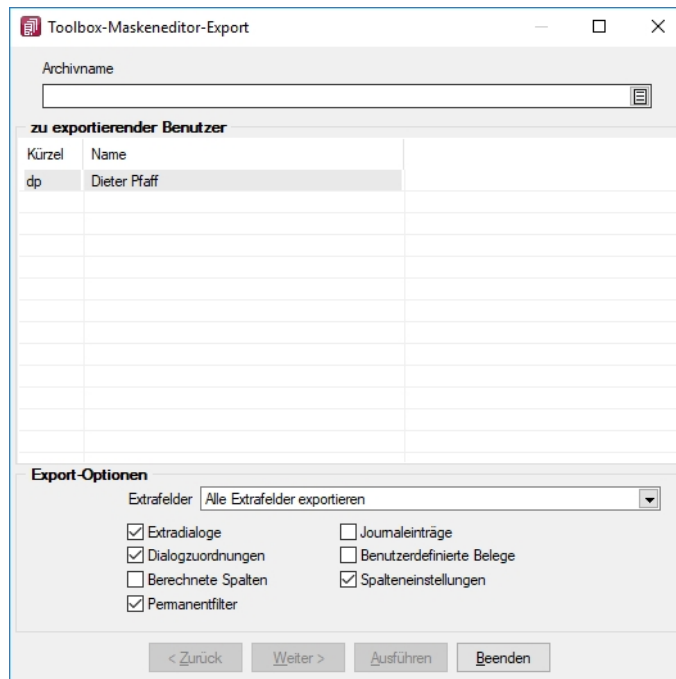 Toolbox-Maskeneditor-Export
Archivname
zu exportierender Benutzer
Kürzel Name
dp Dieter Pfaff
Export-Optionen
Extrafelder Alle Extrafelder exportieren
Extradialoge Journaleinträge
Dialogzuordnungen Benutzerdefinierte Belege
Berechnete Spalten Spalteneinstellungen
Permanentfilter
< Zurück Weiter > Ausführen Beenden